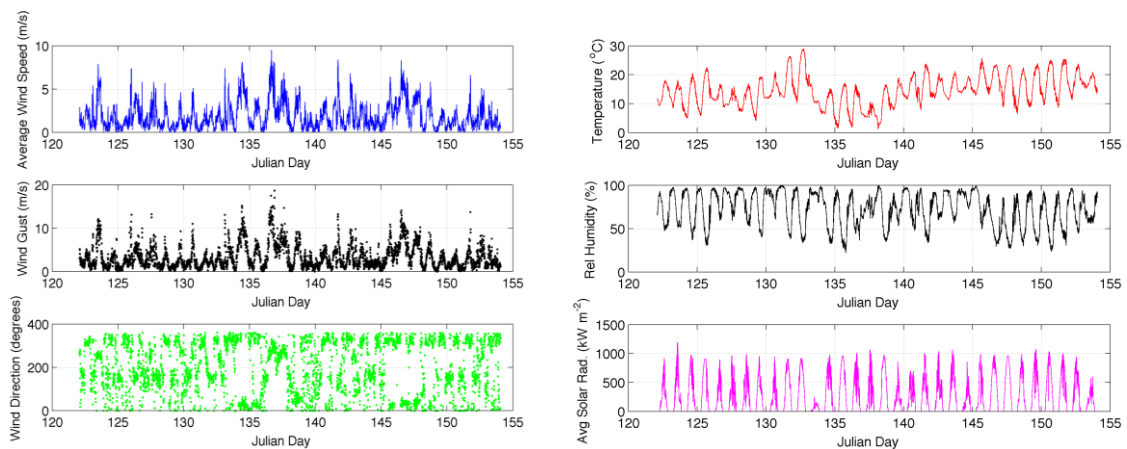 Average Wind Speed (m/s)
10
5
0
120 125 130 135 140 145 150 155
Julian Day
Temperature (°C)
30
20
10
0
120 125 130 135 140 145 150 155
Julian Day
Wind Gust (m/s)
20
10
0
120 125 130 135 140 145 150 155
Julian Day
Rel Humidity (%)
100
50
0
120 125 130 135 140 145 150 155
Julian Day
Wind Direction (degrees)
400
200
0
120 125 130 135 140 145 150 155
Julian Day
Avg Solar Rad. (kW m⁻²)
1500
1000
500
0
120 125 130 135 140 145 150 155
Julian Day